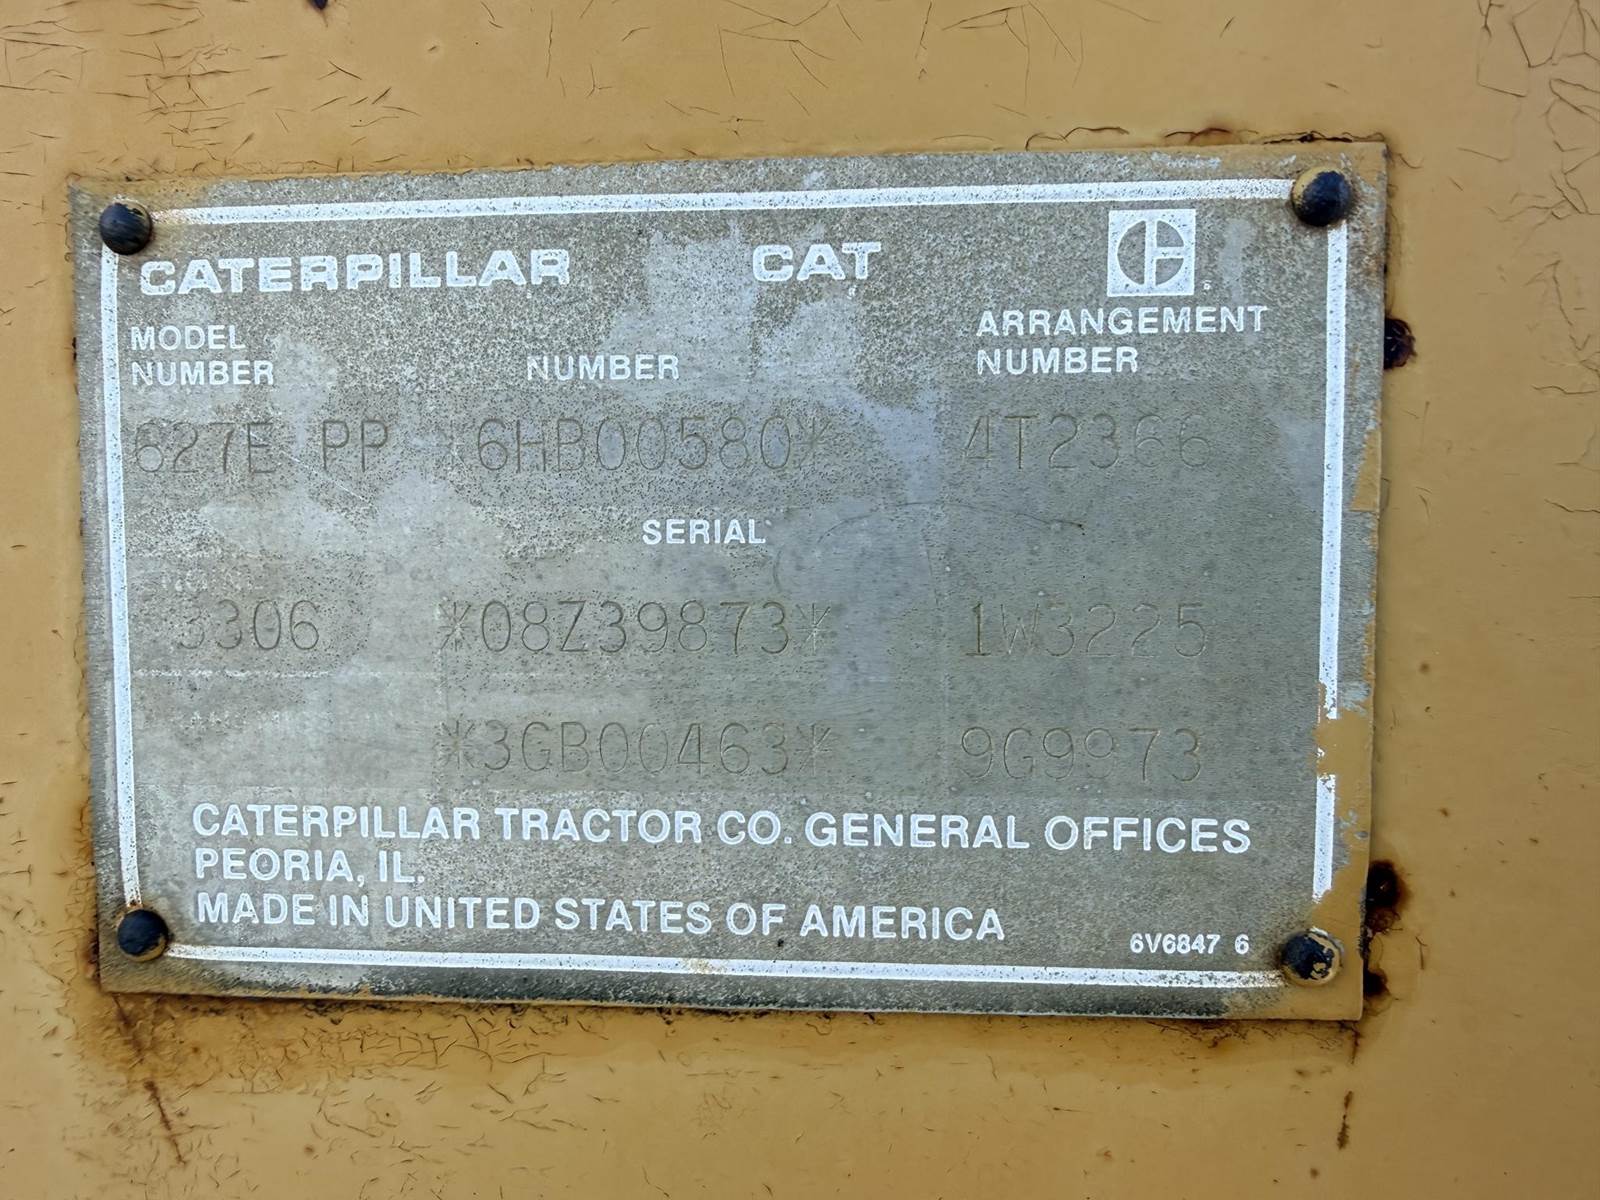 CATERPILLAR CAT
MODEL NUMBER NUMBER ARRANGEMENT NUMBER
627E PP *6HB00580* 4T2366
SERIAL
3306 *08Z39873* 1W3225
*3GB00463* 9G9973
CATERPILLAR TRACTOR CO. GENERAL OFFICES
PEORIA, IL.
MADE IN UNITED STATES OF AMERICA
6V6847 6